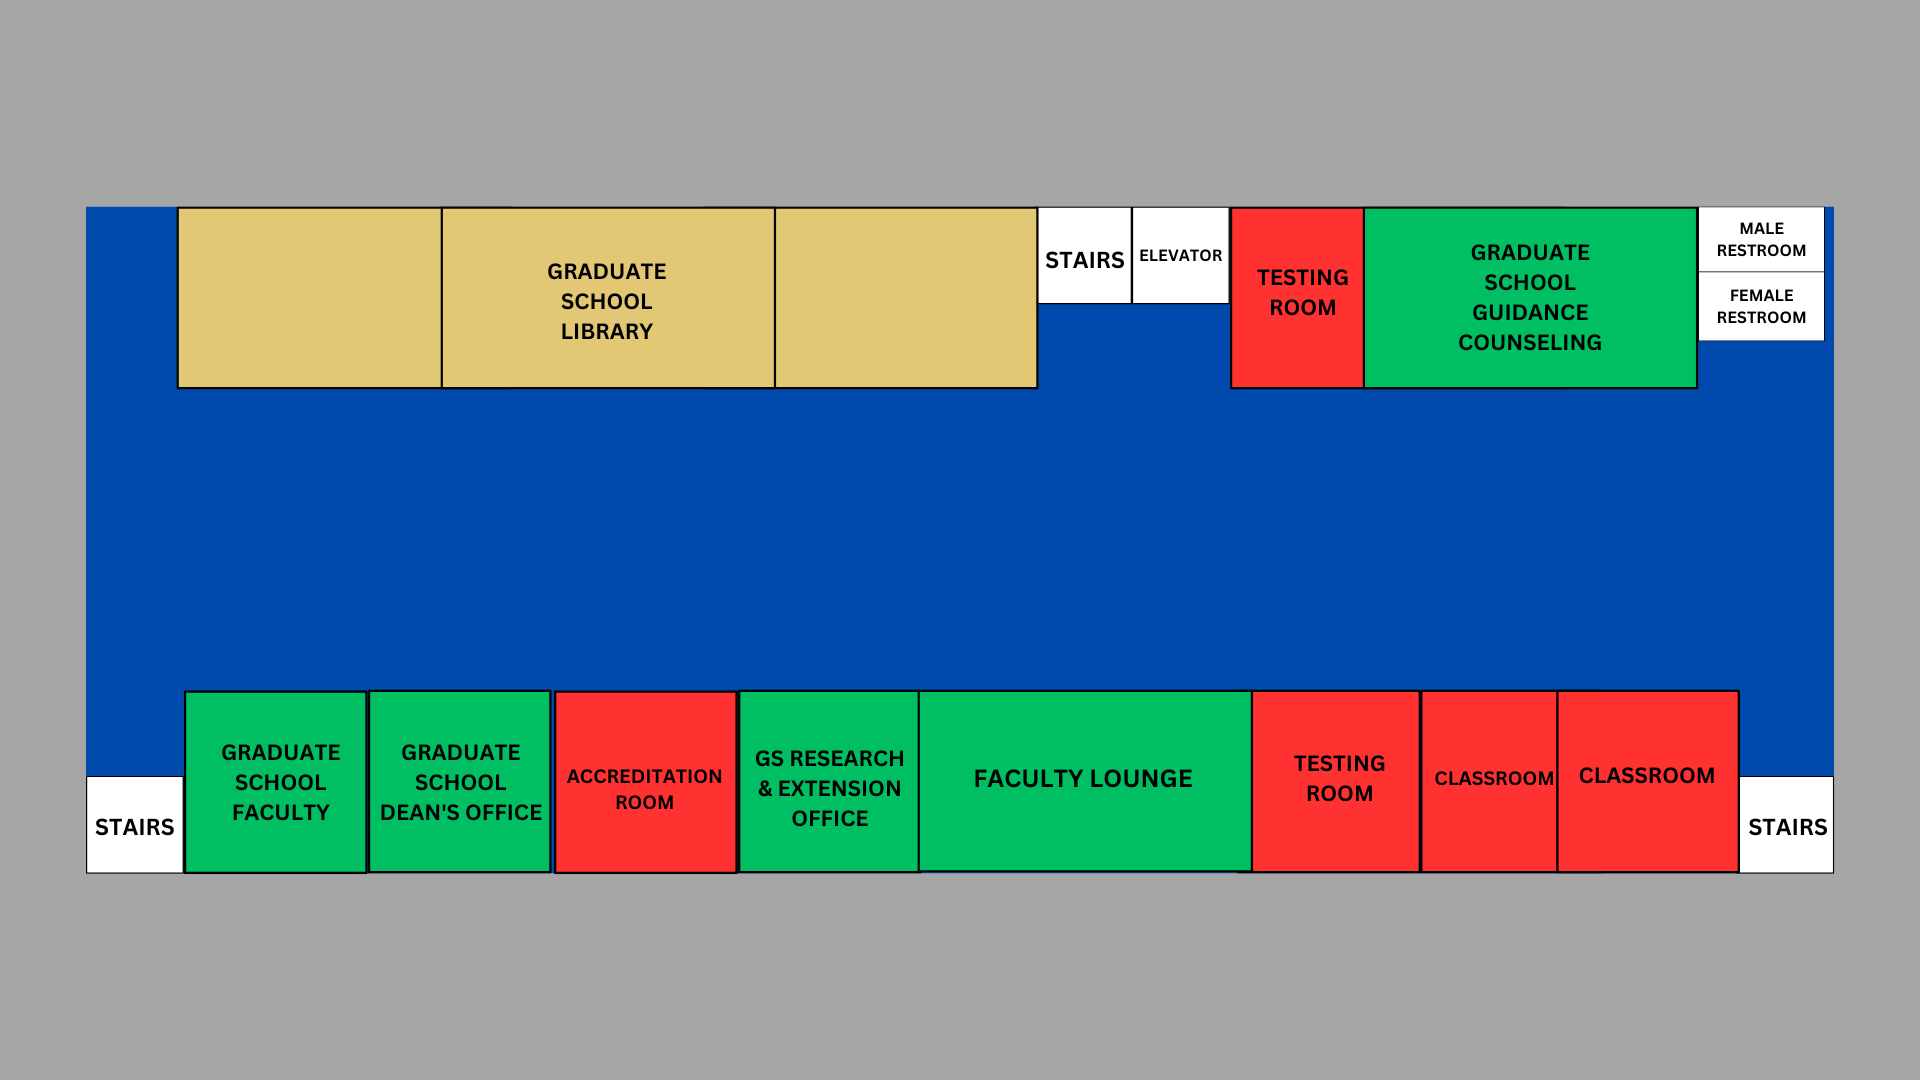 GRADUATE
SCHOOL
LIBRARY
STAIRS
ELEVATOR
TESTING
ROOM
GRADUATE
SCHOOL
GUIDANCE
COUNSELING
MALE
RESTROOM
FEMALE
RESTROOM
STAIRS
GRADUATE
SCHOOL
FACULTY
GRADUATE
SCHOOL
DEAN'S OFFICE
ACCREDITATION
ROOM
GS RESEARCH
& EXTENSION
OFFICE
FACULTY LOUNGE
TESTING
ROOM
CLASSROOM
CLASSROOM
STAIRS